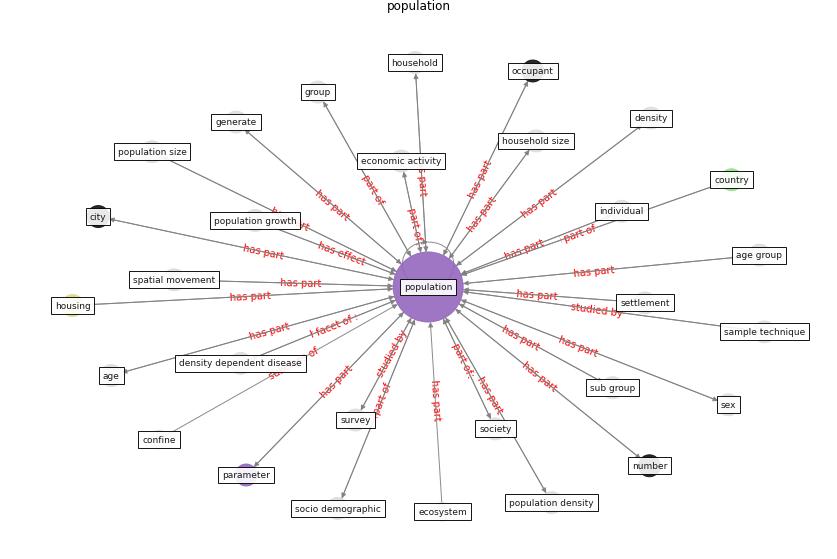 population
household
occupant
group
generate
density
household size
population size
economic activity
has part
country
has part
part of
has part
has part
individual
city
population growth
has part
part of
part of
has part
has effect
has part
age group
has part
spatial movement
has part
population
has part
settlement
housing
has part
studied by
sample technique
has part
density dependent disease
has part
has part
studied by
age
part of
has part
sub group
has part
has part
sex
confine
survey
part of
has part
society
parameter
number
socio demographic
ecosystem
population density